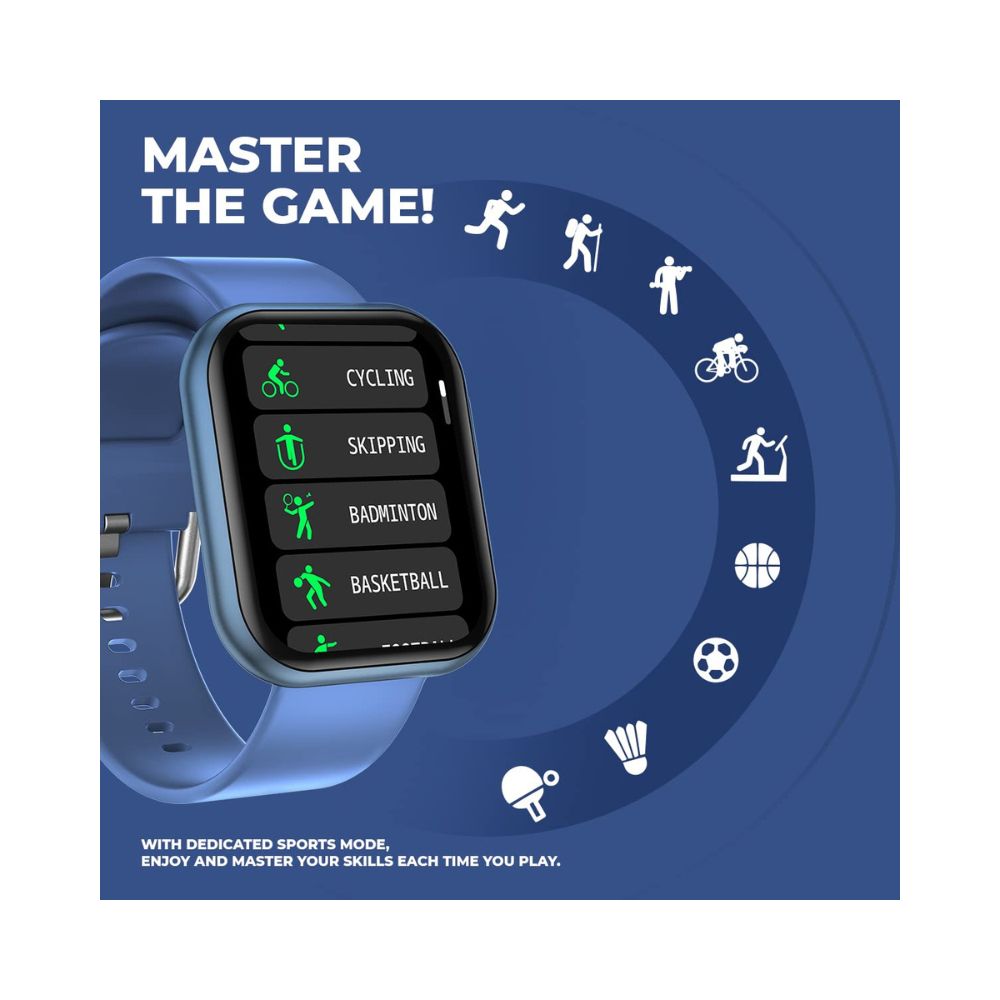 MASTER
THE GAME!
CYCLING
SKIPPING
BADMINTON
BASKETBALL
FOOTBALL
WITH DEDICATED SPORTS MODE,
ENJOY AND MASTER YOUR SKILLS EACH TIME YOU PLAY.